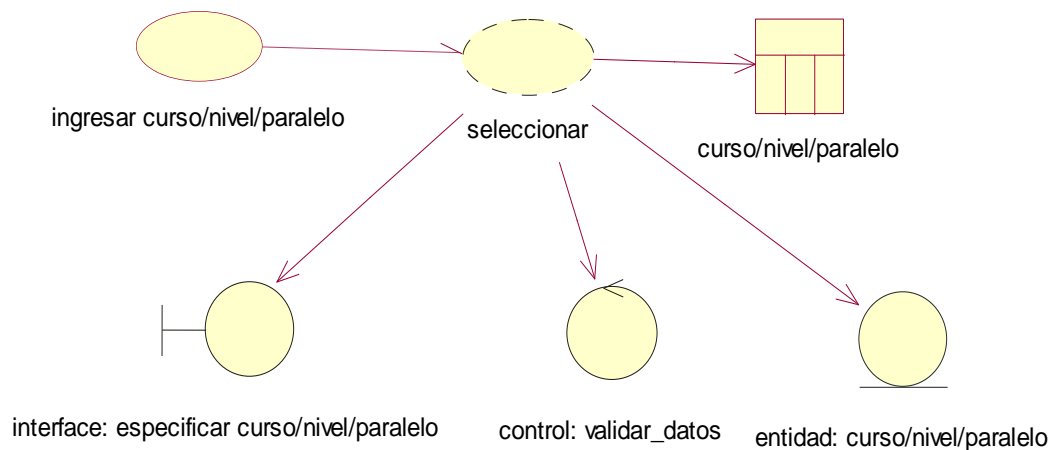 ingresar curso/nivel/paralelo
seleccionar
curso/nivel/paralelo
interface: especificar curso/nivel/paralelo
control: validar_datos
entidad: curso/nivel/paralelo